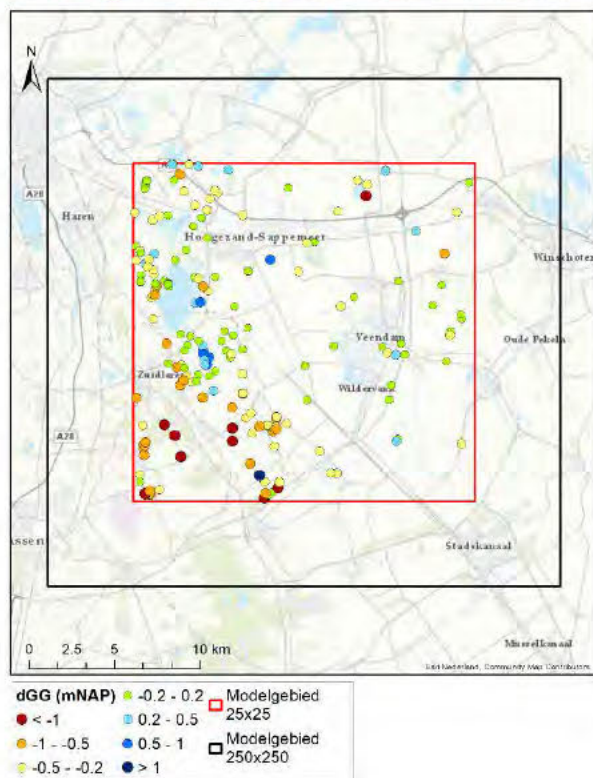 N
A28
Haren
Hoogezand-Sappemeer
Winschoten
Veendam
Oude Pekela
Zuidlaren
Wildervank
A28
Assen
Stadskanaal
Musselkanaal
0 2.5 5 10 km
Esri Nederland, Community Map Contributors
dGG (mNAP)
< -1
-1 - -0.5
-0.5 - -0.2
-0.2 - 0.2
0.2 - 0.5
0.5 - 1
> 1
Modelgebied
25x25
Modelgebied
250x250